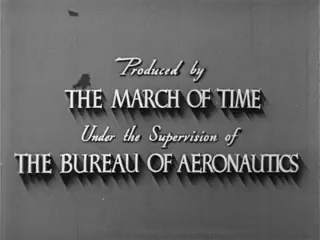 Produced by
THE MARCH OF TIME
Under the Supervision of
THE BUREAU OF AERONAUTICS